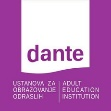 dante
USTANOVA ZA
OBRAZOVANJE
ODRASLIH
ADULT
EDUCATION
INSTITUTION